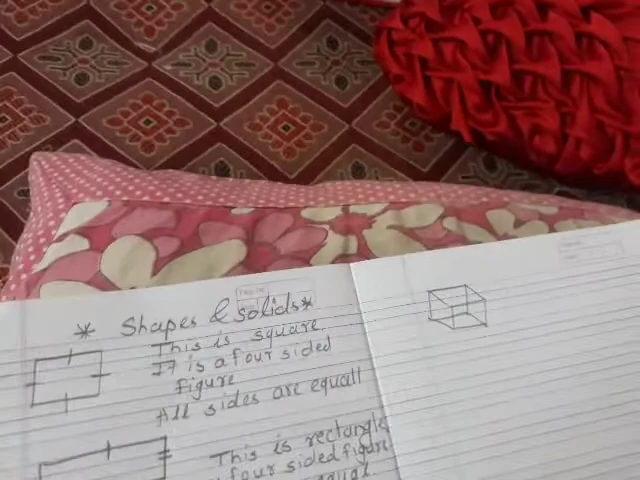 * Shapes & solids *
This is square
It is a four sided
figure
All sides are equall
This is rectangle
four sided figure